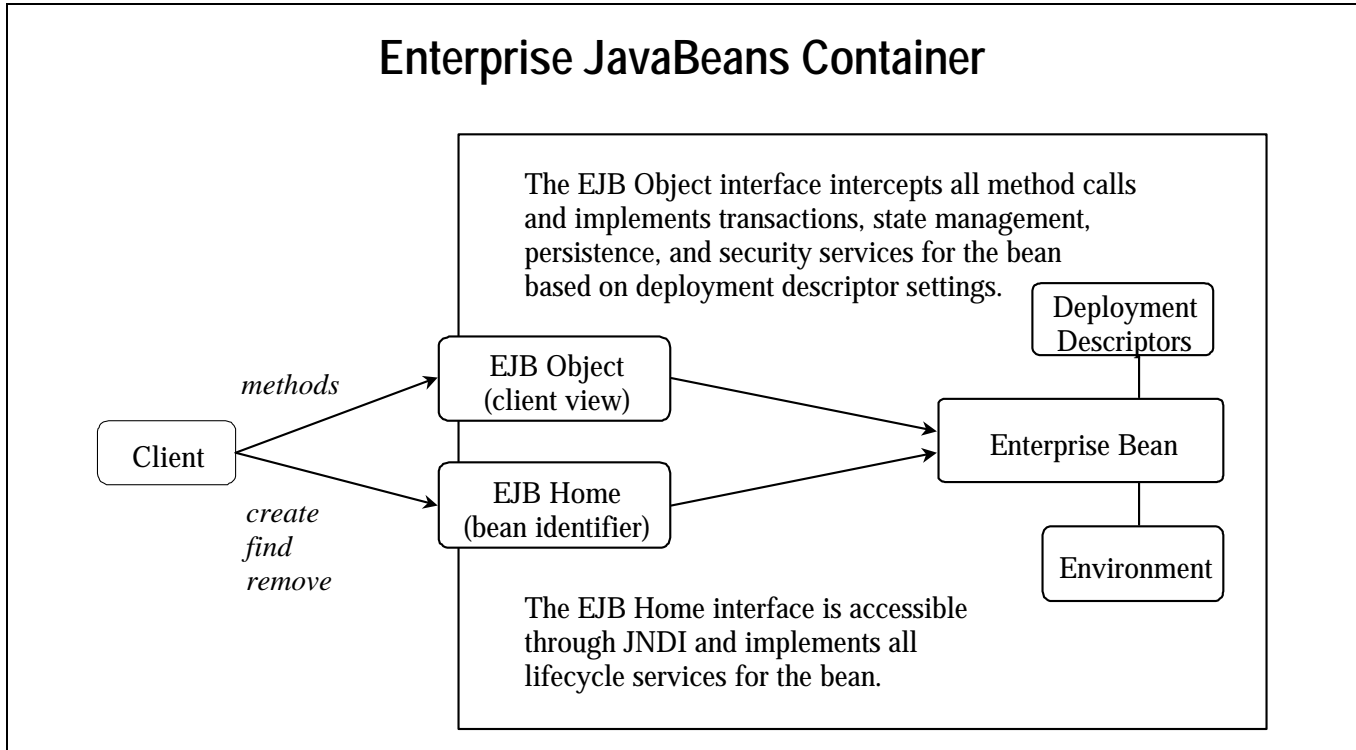 Enterprise JavaBeans Container
The EJB Object interface intercepts all method calls
and implements transactions, state management,
persistence, and security services for the bean
based on deployment descriptor settings.
Deployment
Descriptors
EJB Object
(client view)
methods
Client
Enterprise Bean
EJB Home
(bean identifier)
create
find
remove
Environment
The EJB Home interface is accessible
through JNDI and implements all
lifecycle services for the bean.